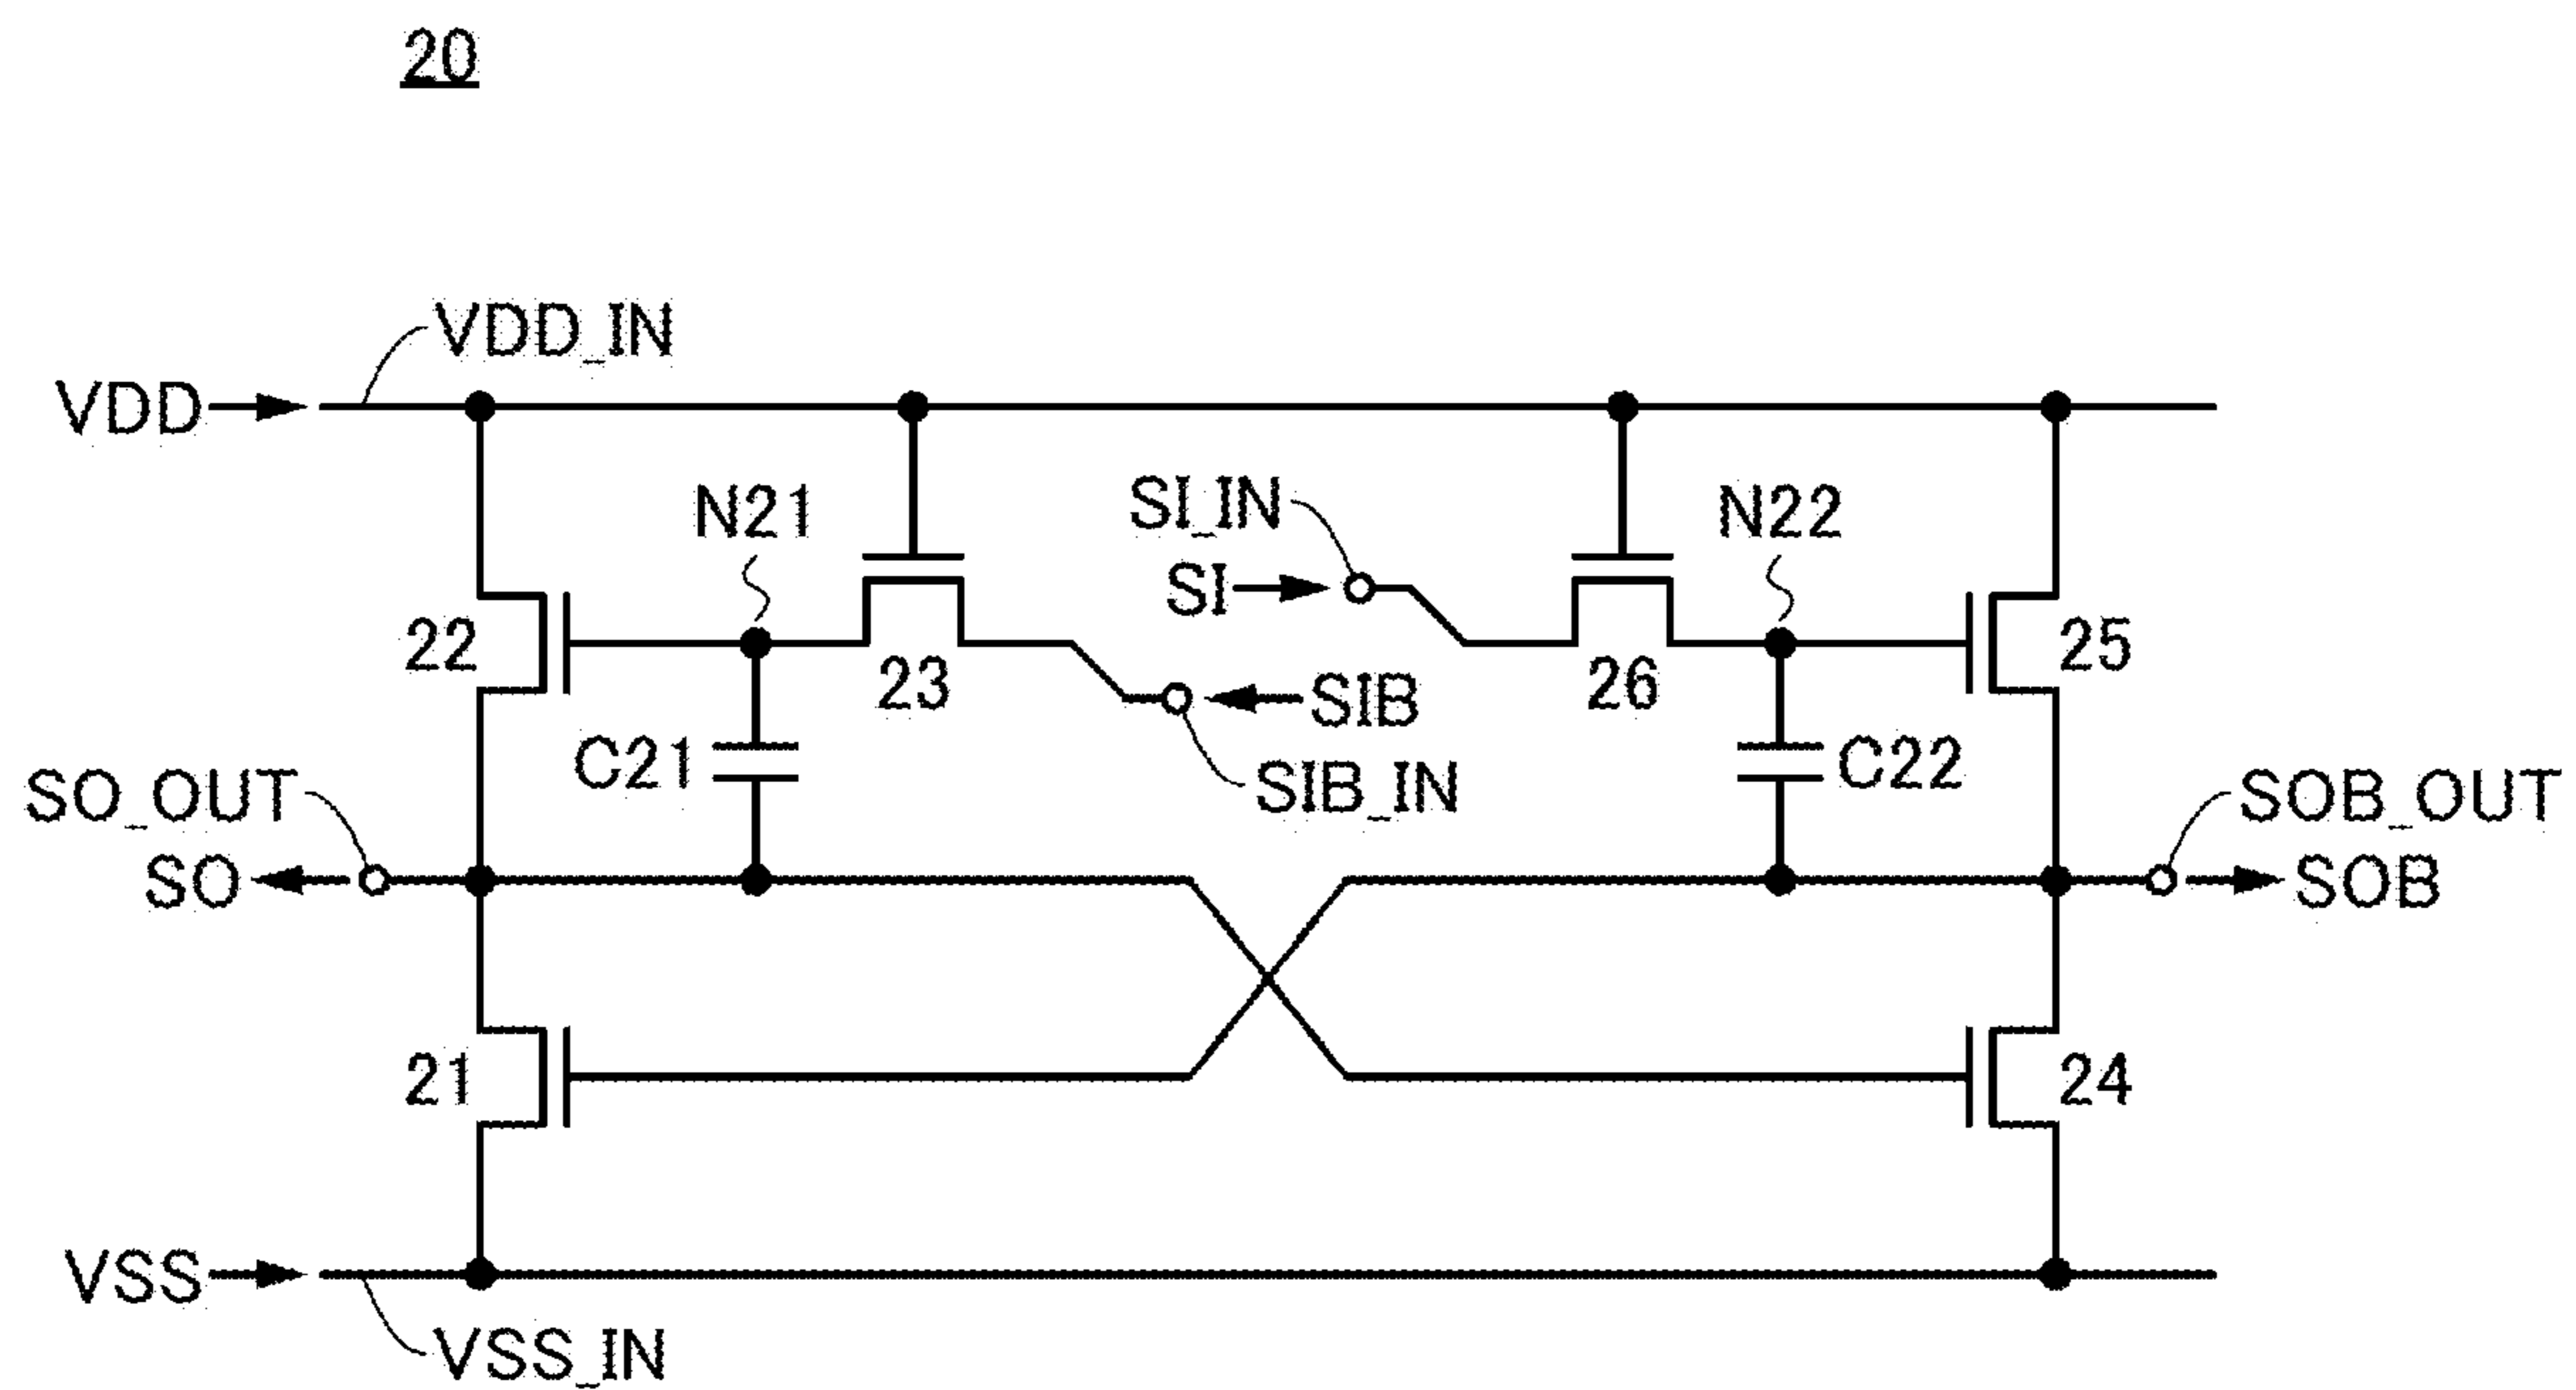 20
VDD_IN
VDD
N21
SI_IN
N22
SI
22
23
26
25
SIB
C21
C22
SIB_IN
SO_OUT
SOB_OUT
SO
SOB
21
24
VSS
VSS_IN